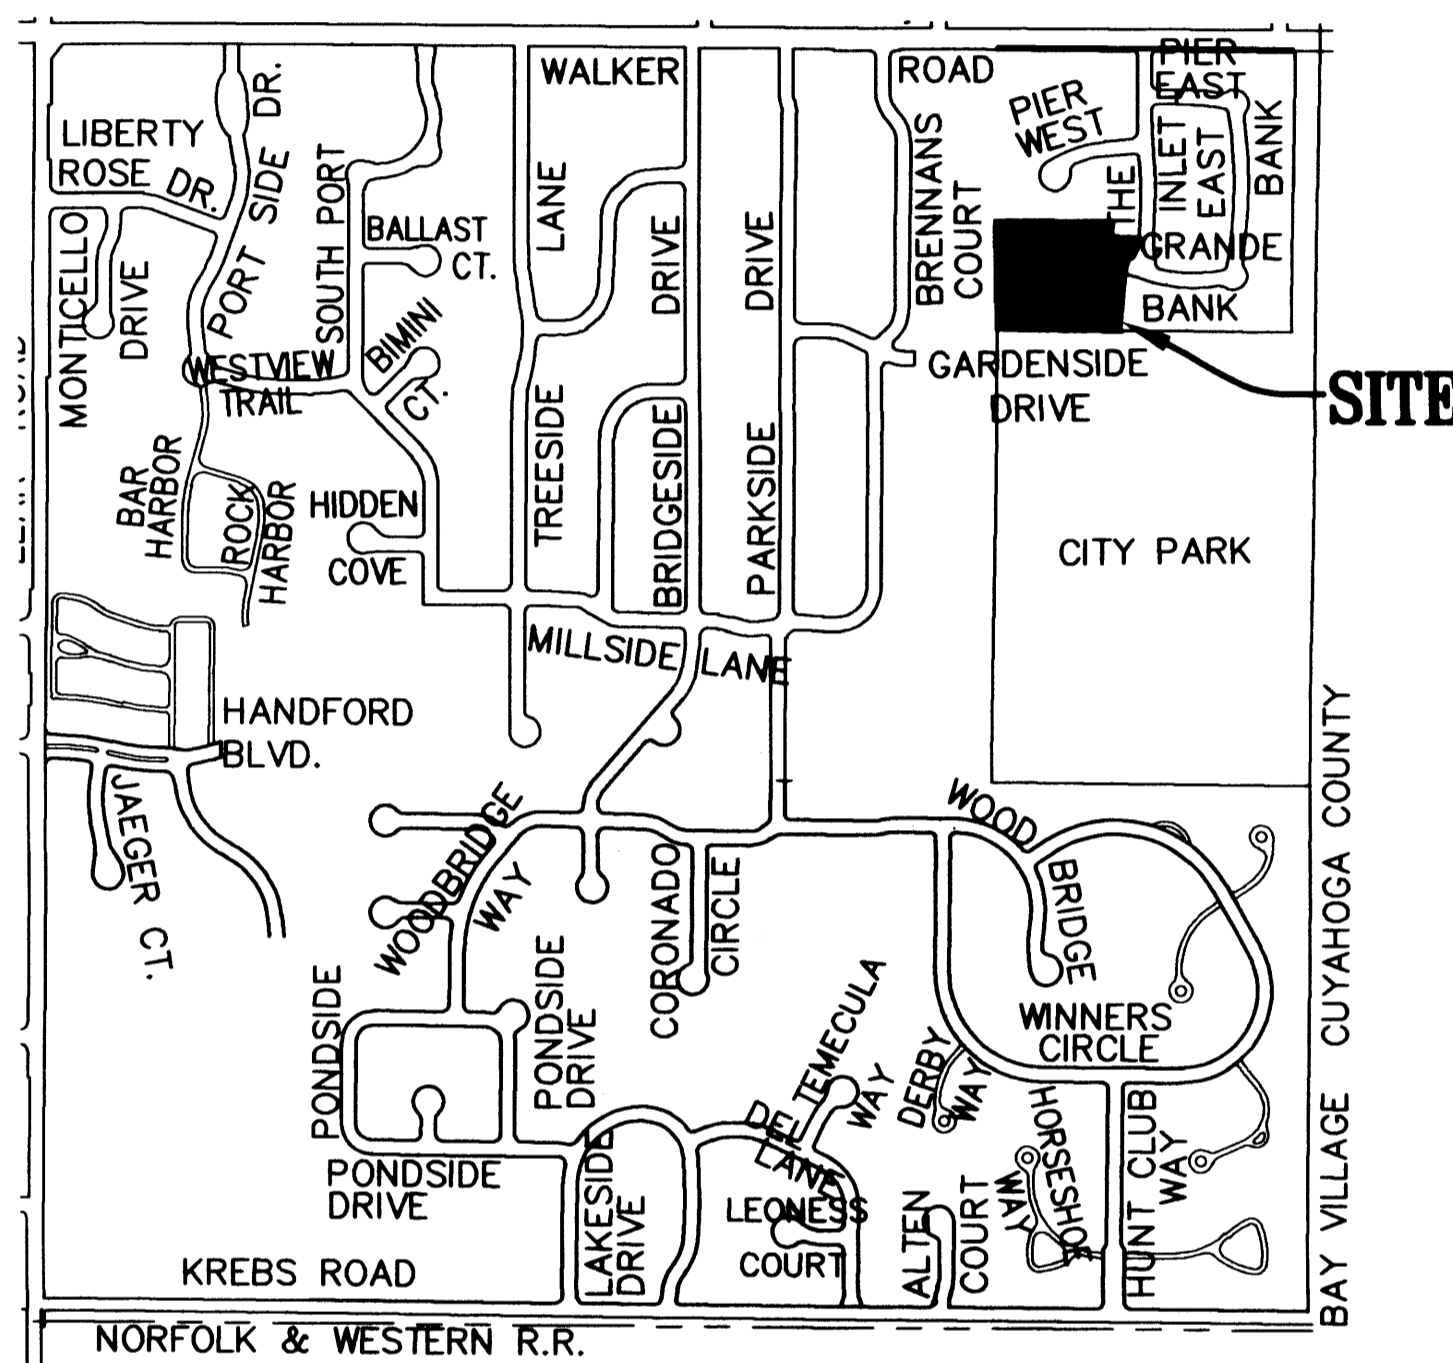 WALKER ROAD
PIER
EAST
PIER
WEST
THE
INLET
EAST
BANK
GRANDE
BANK
LIBERTY
ROSE DR.
PORT SIDE DR.
PORT
SOUTH PORT
MONTICELLO
DRIVE
BALLAST
CT.
BIMINI
CT.
WESTVIEW
TRAIL
BAR
HARBOR
ROCK
HARBOR
HIDDEN
COVE
TREESIDE LANE
BRIDGESIDE DRIVE
PARKSIDE DRIVE
BRENNANS
COURT
GARDENSIDE
DRIVE
SITE
CITY PARK
MILLSIDE LANE
HANDFORD
BLVD.
JAEGER CT.
WOODBRIDGE
WAY
CORONADO
CIRCLE
WOOD
BRIDGE
WINNERS
CIRCLE
PONDSIDE
PONDSIDE
DRIVE
PONDSIDE
DRIVE
LAKESIDE
DRIVE
DEL
LANE
TEMECULA
WAY
LEONESS
COURT
DERBY
WAY
ALTEN
COURT
HORSESHOE
WAY
HUNT CLUB
WAY
KREBS ROAD
NORFOLK & WESTERN R.R.
BAY VILLAGE CUYAHOGA COUNTY